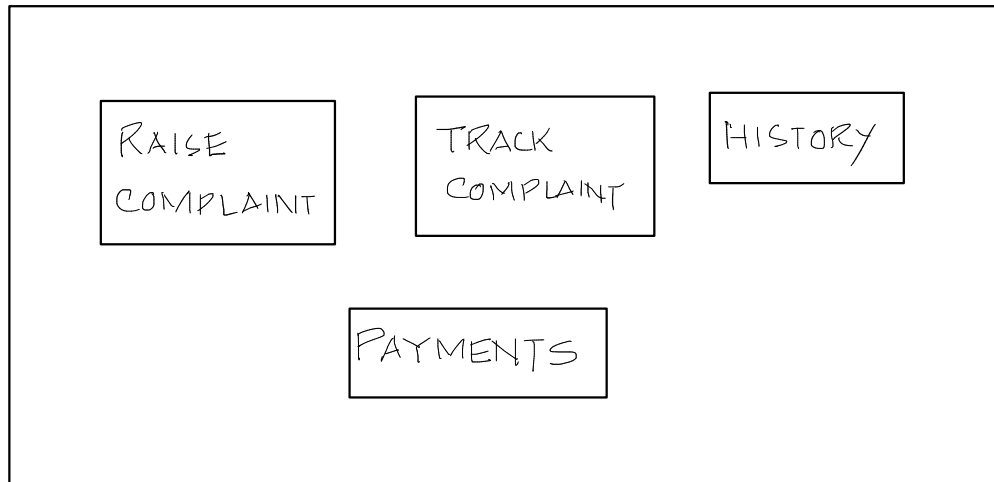 RAISE
COMPLAINT
TRACK
COMPLAINT
HISTORY
PAYMENTS